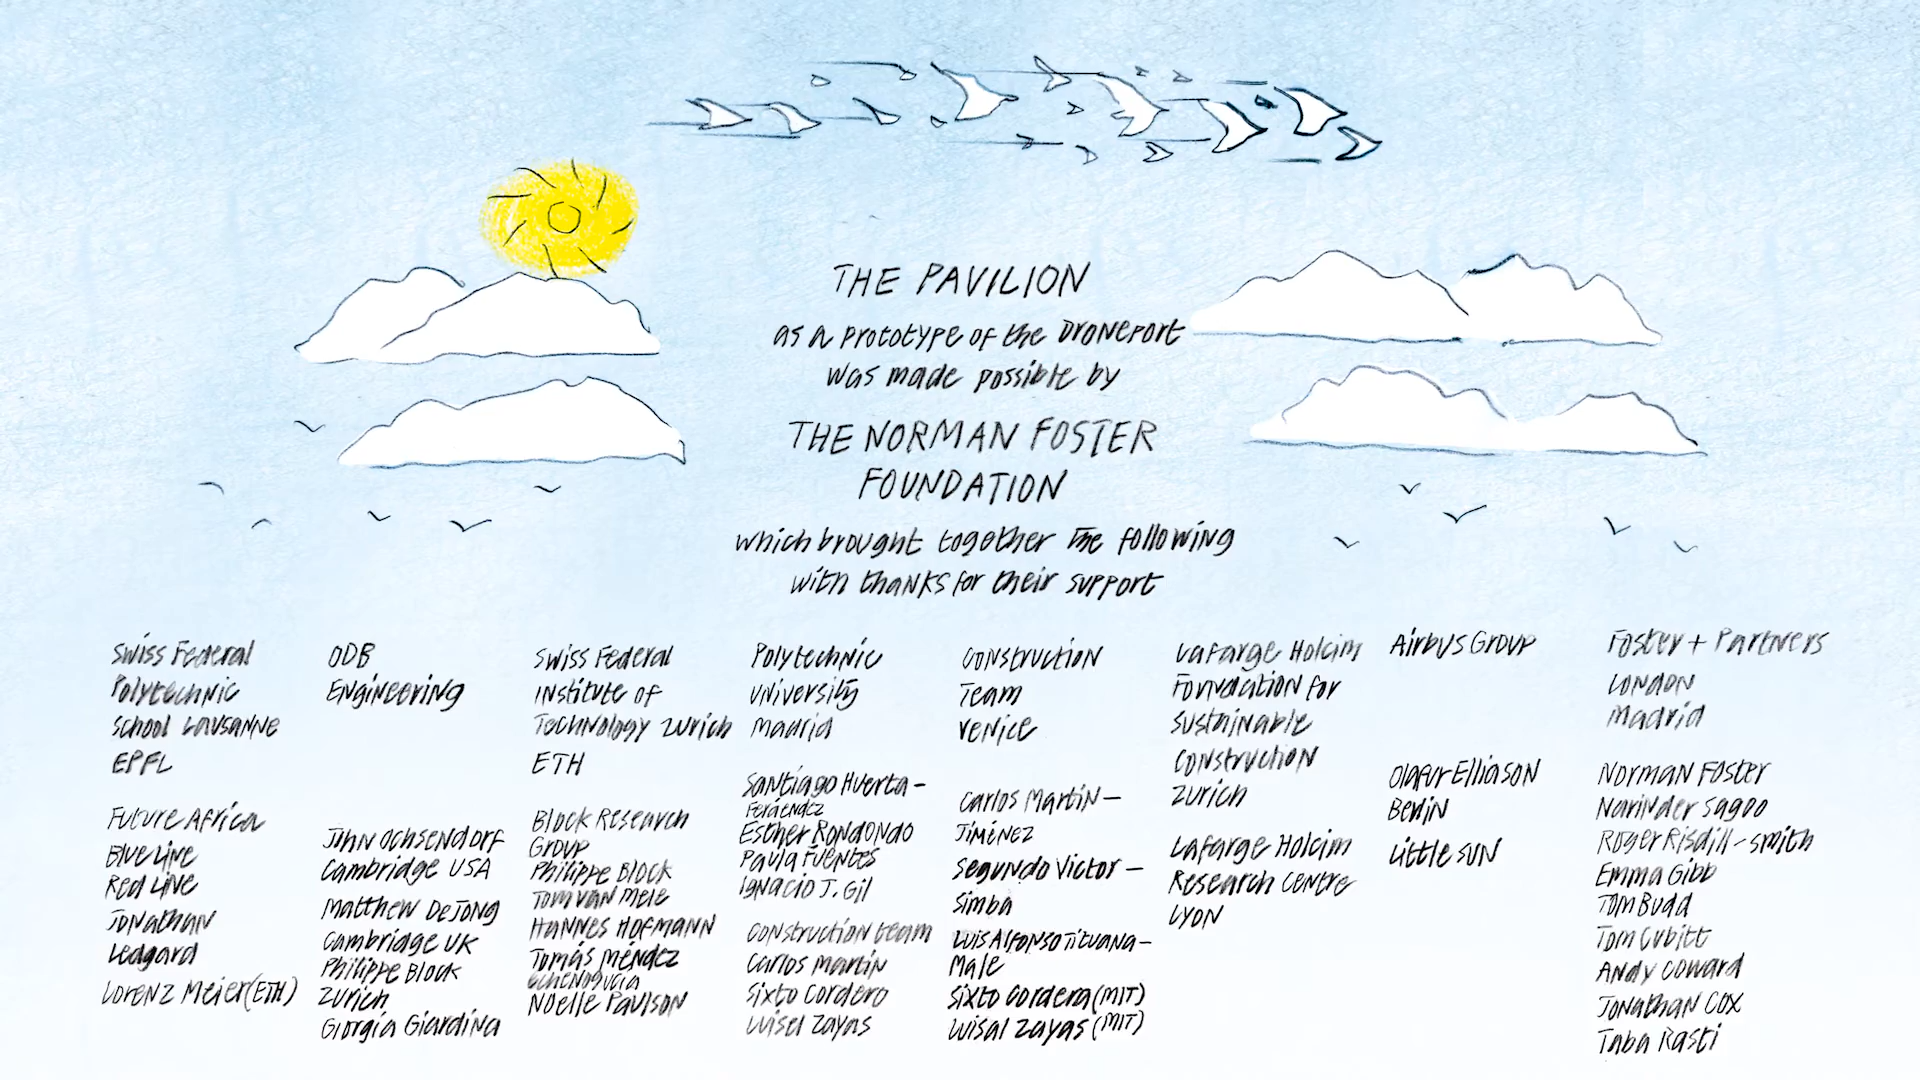 THE PAVILION
as a prototype of the Droneport
was made possible by
THE NORMAN FOSTER
FOUNDATION
which brought together the following
with thanks for their support
Swiss Federal
Polytechnic
School Lausanne
EPFL
Future Africa
Blue Line
Red Line
Jonathan
Ledgard
Lorenz Meier (ETH)
ODB
Engineering
John Ochsendorf
Cambridge USA
Matthew DeJong
Cambridge UK
Philippe Block
Zurich
Giorgia Giardina
Swiss Federal
Institute of
Technology Zurich
ETH
Block Research
Group
Philippe Block
Tom Van Mele
Hannes Hofmann
Tomás Méndez
Echenagucia
Noelle Paulson
Polytechnic
University
Madrid
Santiago Huerta-
Esther Rondondo
Paula Fuentes
Ignacio J. Gil
Construction team
Carlos Martin
Sixto Cordero
Wisel Zayas
Construction
Team
Venice
Carlos Martin-
Jiménez
Segundo Victor-
Simba
Luis Alfonso Tituana-
Male
Sixto Cordera (MIT)
Wisal Zayas (MIT)
Lafarge Holcim
Foundation for
Sustainable
Construction
Zurich
Lafarge Holcim
Research Centre
Lyon
Airbus Group
Olafur Elliason
Berlin
Little Sun
Foster + Partners
London
Madrid
Norman Foster
Narinder Sagoo
Roger Risdill-Smith
Emma Gibb
Tom Budd
Tom Cubitt
Andy Coward
Jonathan Cox
Taba Rasti